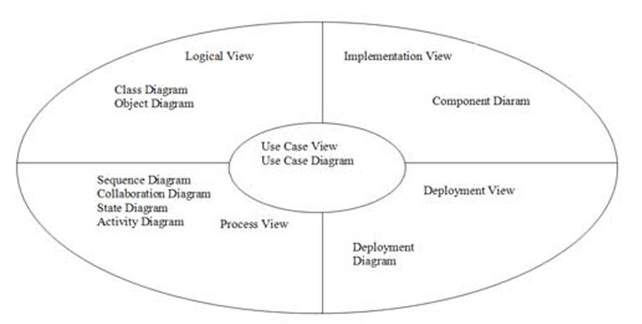 Logical View
Class Diagram
Object Diagram
Implementation View
Component Diaram
Use Case View
Use Case Diagram
Sequence Diagram
Collaboration Diagram
State Diagram
Activity Diagram
Process View
Deployment View
Deployment
Diagram